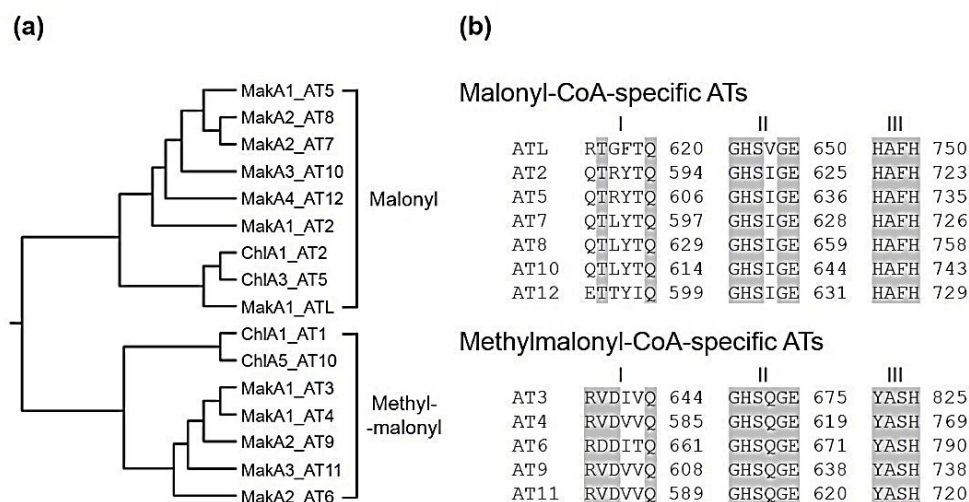 (a)
MakA1_AT5
MakA2_AT8
MakA2_AT7
MakA3_AT10
MakA4_AT12
MakA1_AT2
ChlA1_AT2
ChlA3_AT5
MakA1_ATL
ChlA1_AT1
ChlA5_AT10
MakA1_AT3
MakA1_AT4
MakA2_AT9
MakA3_AT11
MakA2_AT6
Malonyl
Methyl-
-malonyl
(b)
Malonyl-CoA-specific ATs
I II III
ATL RTGFTQ 620 GHSVGE 650 HAFH 750
AT2 QTRYTQ 594 GHSIGE 625 HAFH 723
AT5 QTRYTQ 606 GHSIGE 636 HAFH 735
AT7 QTLYTQ 597 GHSIGE 628 HAFH 726
AT8 QTLYTQ 629 GHSIGE 659 HAFH 758
AT10 QTLYTQ 614 GHSIGE 644 HAFH 743
AT12 ETTYIQ 599 GHSIGE 631 HAFH 729
Methylmalonyl-CoA-specific ATs
I II III
AT3 RVDIVQ 644 GHSQGE 675 YASH 825
AT4 RVDVVQ 585 GHSQGE 619 YASH 769
AT6 RDDITQ 661 GHSQGE 671 YASH 790
AT9 RVDVVQ 608 GHSQGE 638 YASH 738
AT11 RVDVVQ 589 GHSQGE 620 YASH 720